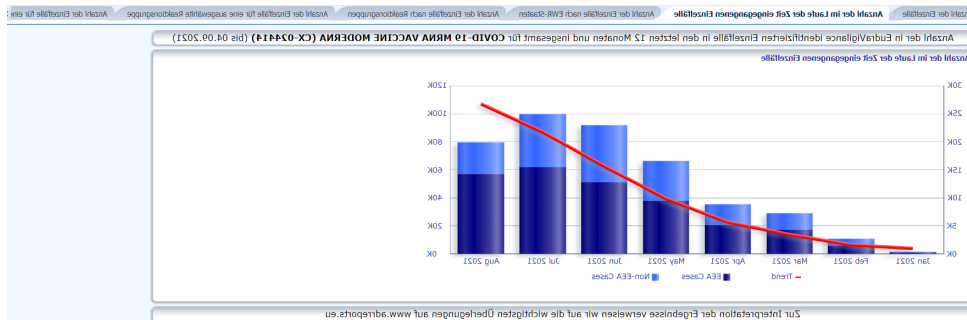 Anzahl der Einzelfälle Anzahl der im Laufe der Zeit eingegangenen Einzelfälle Anzahl der Einzelfälle nach EWR-Staaten Anzahl der Einzelfälle nach Reaktionsgruppen Anzahl der Einzelfälle für eine ausgewählte Reaktionsgruppe Anzahl der Einzelfälle für ein
Anzahl der in EudraVigilance identifizierten Einzelfälle in den letzten 12 Monaten und insgesamt für COVID-19 MRNA VACCINE MODERNA (CX-024414) (bis 04.09.2021)
Anzahl der im Laufe der Zeit eingegangenen Einzelfälle
30K 120K
25K 100K
20K 80K
15K 60K
10K 40K
5K 20K
0K 0K
Jan 2021 Feb 2021 Mar 2021 Apr 2021 May 2021 Jun 2021 Jul 2021 Aug 2021
Trend EEA Cases Non-EEA Cases
Zur Interpretation der Ergebnisse verweisen wir auf die wichtigsten Überlegungen auf www.adrreports.eu